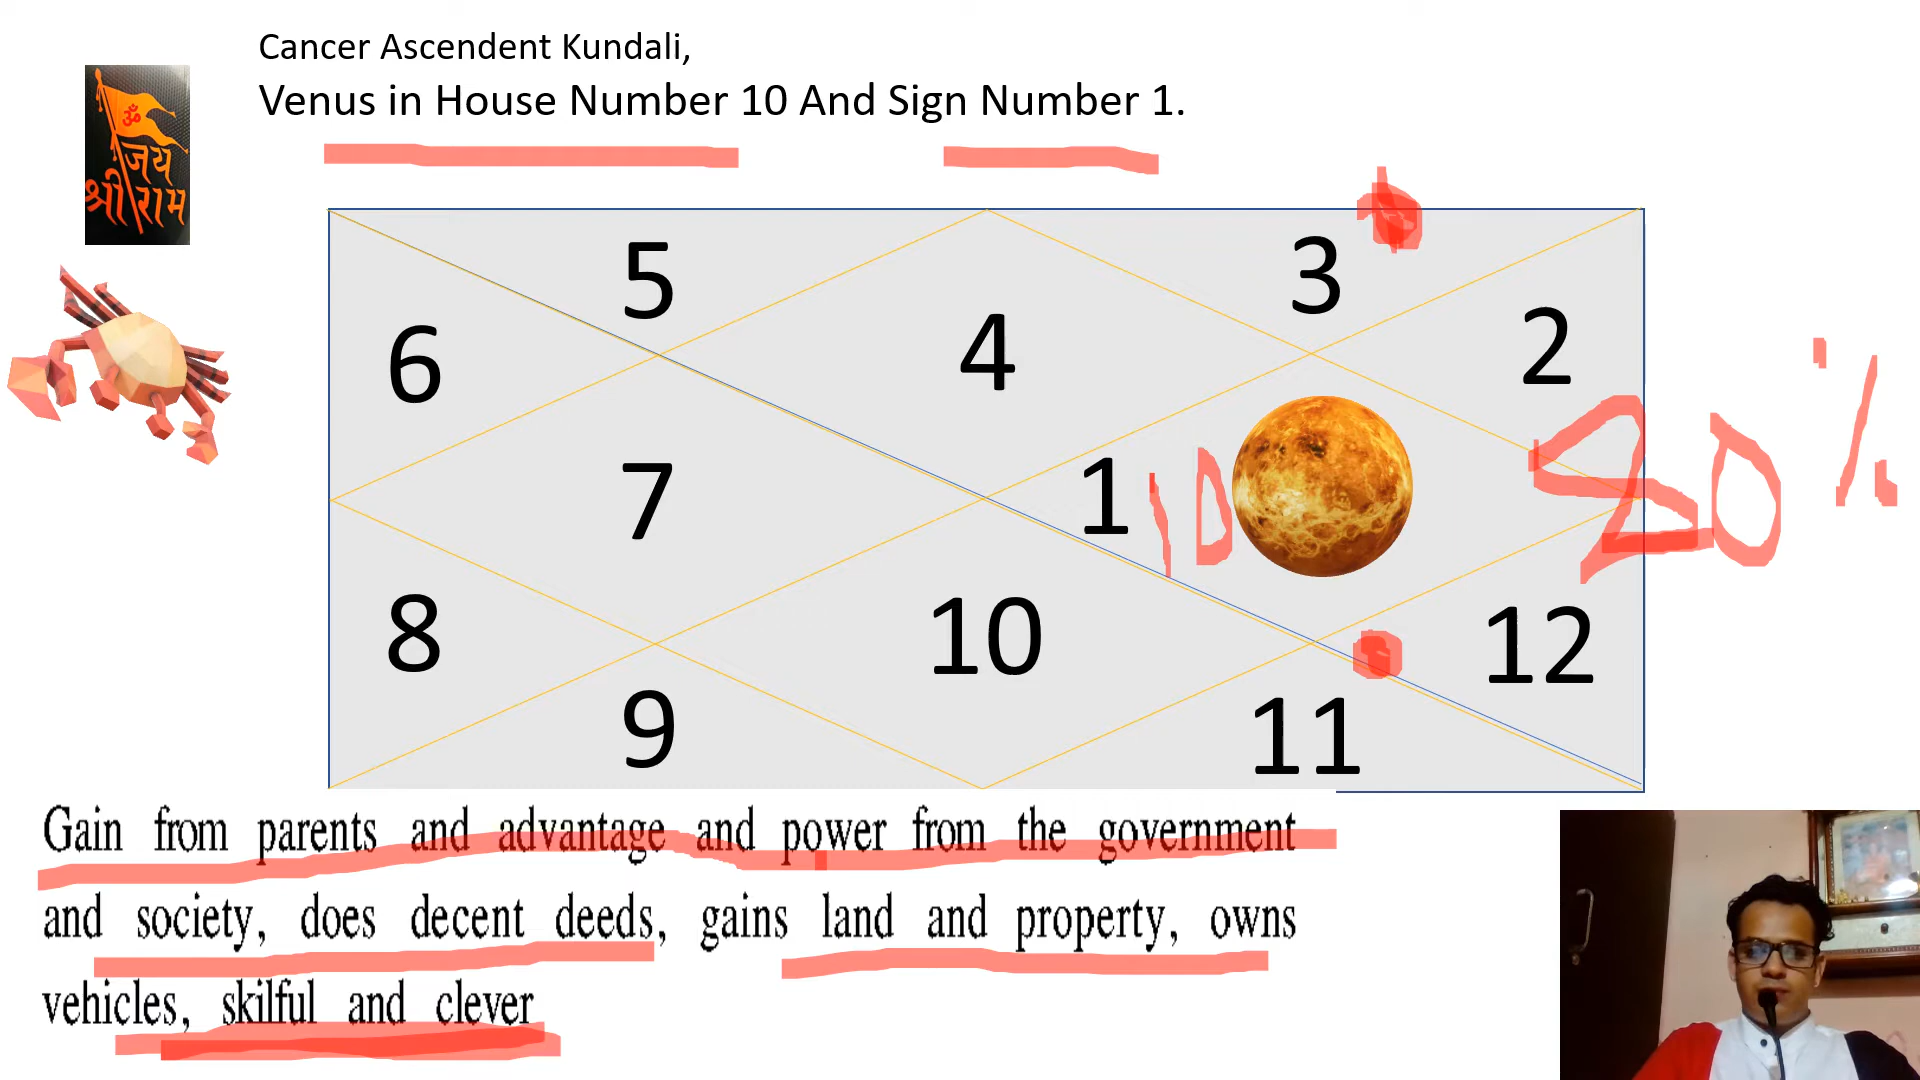 Cancer Ascendent Kundali,
Venus in House Number 10 And Sign Number 1.
ॐ
जय
श्री राम
5
3
6
4
2
20%
7
1
10
8
10
12
9
11
Gain from parents and advantage and power from the government
and society, does decent deeds, gains land and property, owns
vehicles, skilful and clever